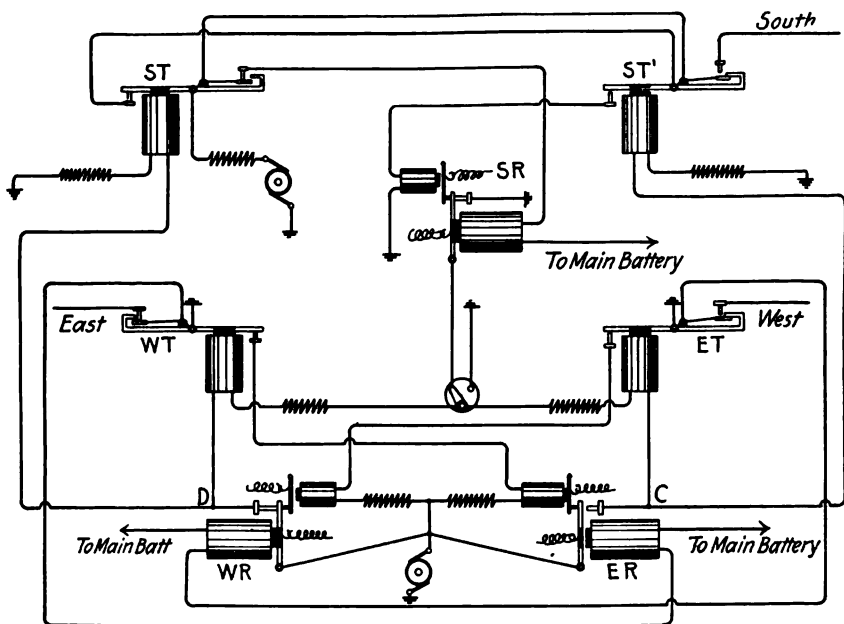 South
ST
ST'
SR
To Main Battery
East
West
WT
ET
D
C
To Main Batt
To Main Battery
WR
ER